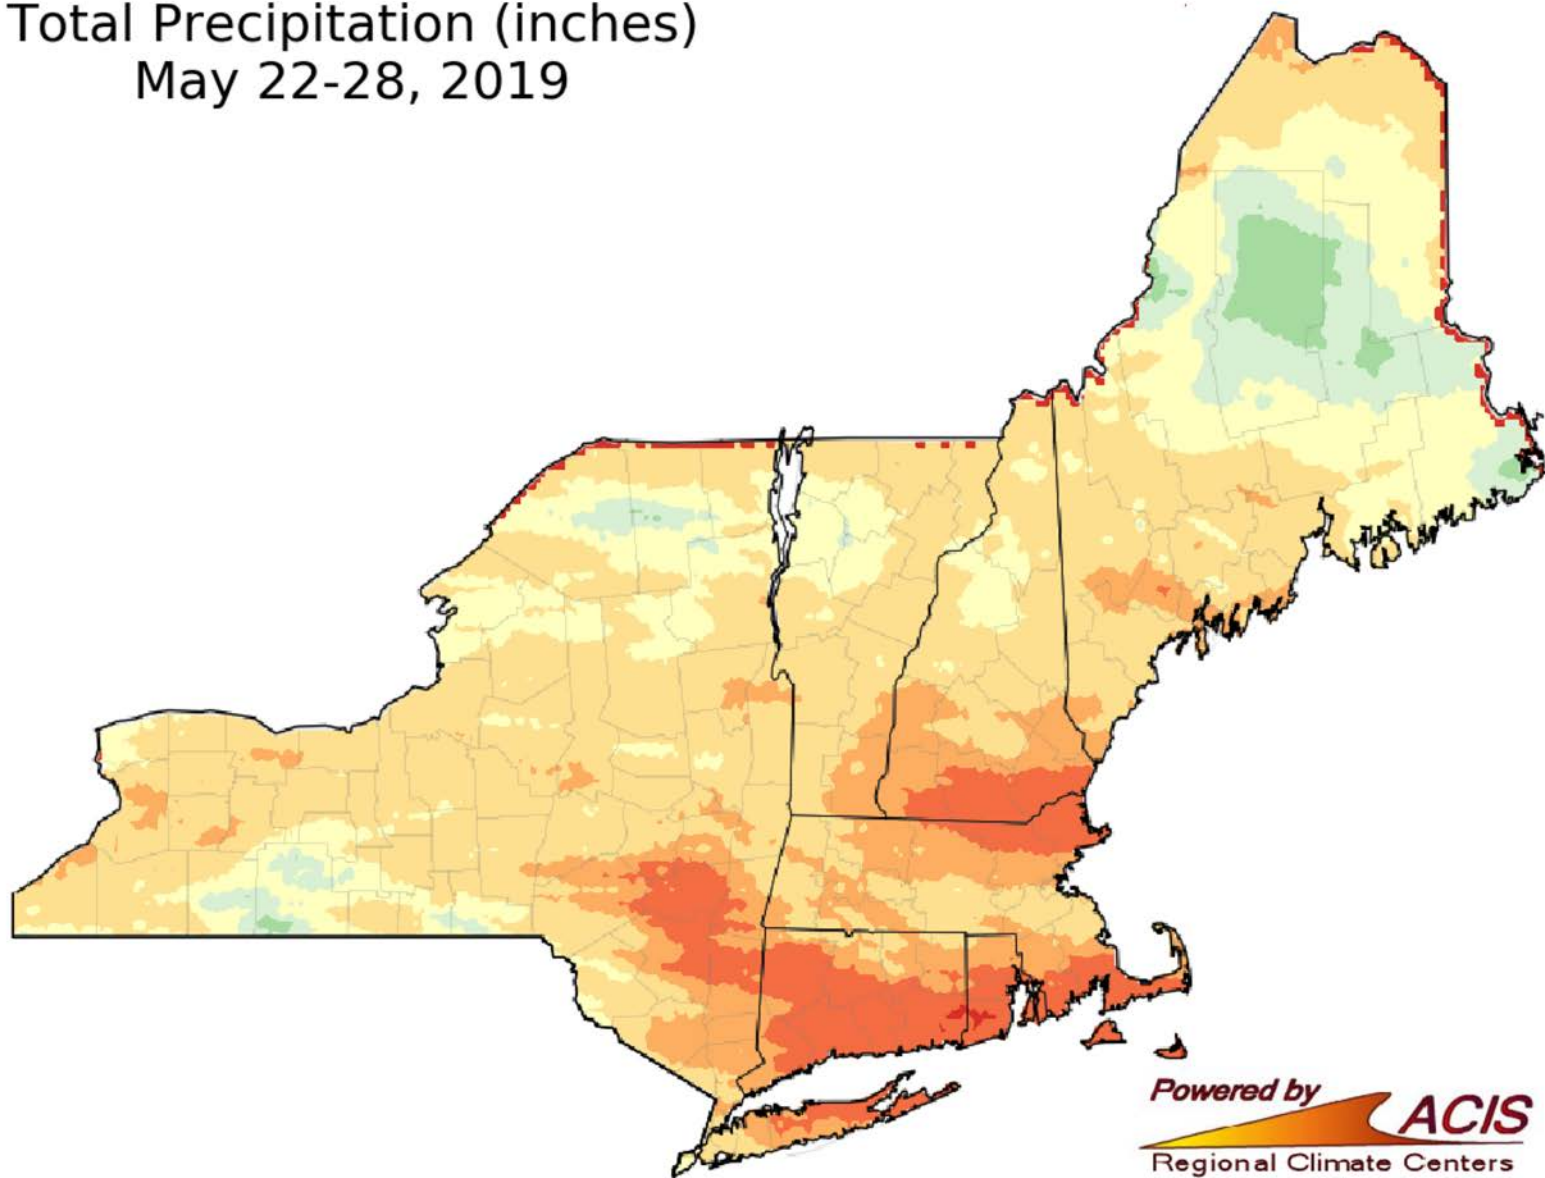 Total Precipitation (inches)
May 22-28, 2019
Powered by
ACIS
Regional Climate Centers